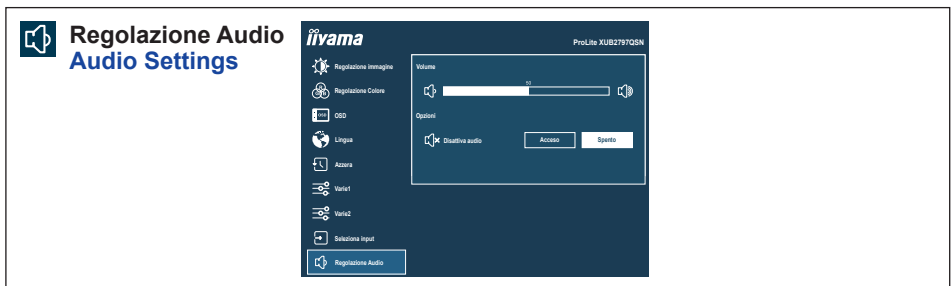 Regolazione Audio
Audio Settings
iiyama
ProLite XUB2797QSN
Regolazione immagine
Regolazione Colore
OSD
OSD
Lingua
Azzera
Varie1
Varie2
Seleziona input
Regolazione Audio
Volume
50
Opzioni
Disattiva audio
Acceso
Spento